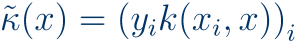 κ̃(x) = (yᵢk(xᵢ, x))ᵢ